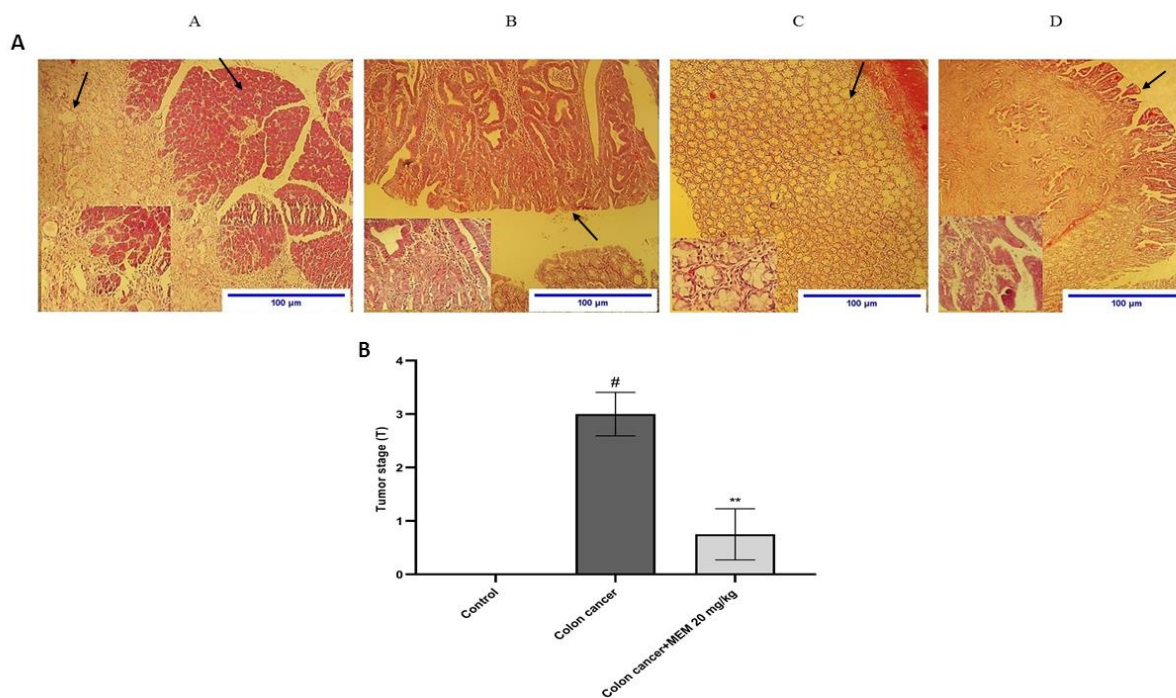 A B C D
A
100 µm 100 µm 100 µm 100 µm
B
4
#
3
2
**
1
0
Tumor stage (T)
Control
Colon cancer
Colon cancer+MEM 20 mg/kg